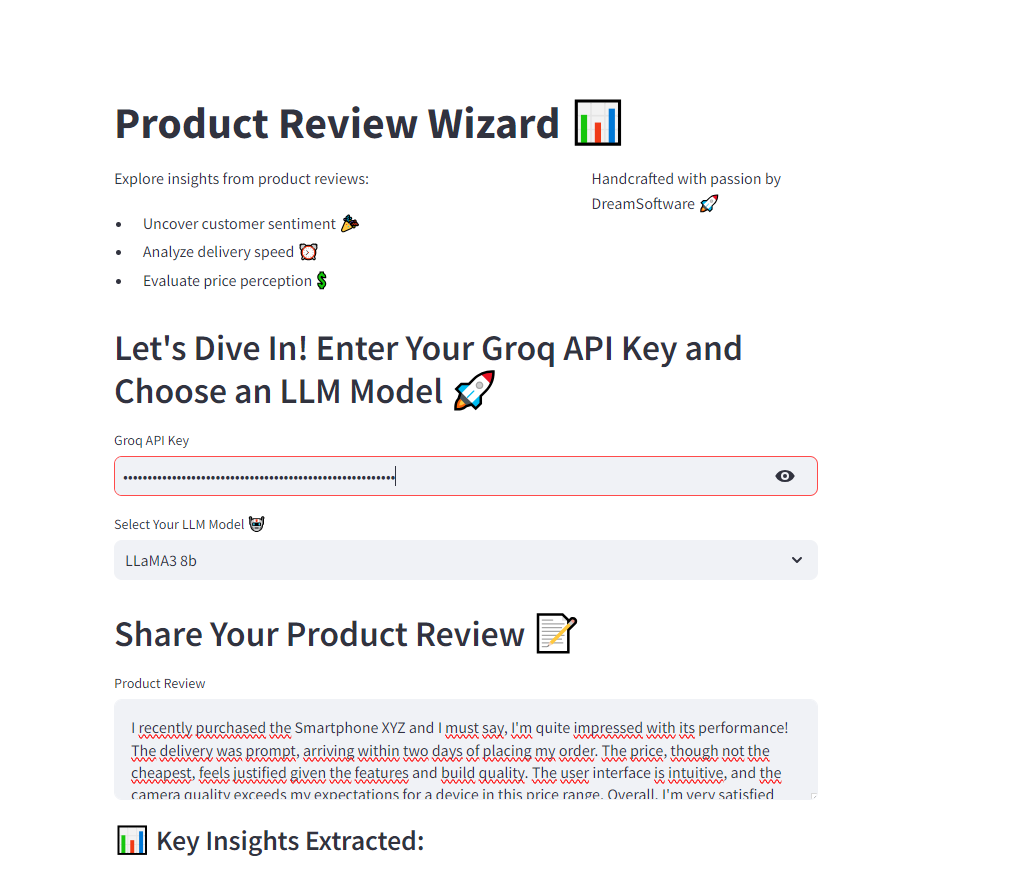 Product Review Wizard 📊
Explore insights from product reviews:
Handcrafted with passion by
DreamSoftware 🚀
• Uncover customer sentiment 🎉
• Analyze delivery speed ⏰
• Evaluate price perception 💲
Let's Dive In! Enter Your Groq API Key and
Choose an LLM Model 🚀
Groq API Key
Select Your LLM Model 🤖
LLaMA3 8b
Share Your Product Review 📝
Product Review
I recently purchased the Smartphone XYZ and I must say, I'm quite impressed with its performance!
The delivery was prompt, arriving within two days of placing my order. The price, though not the
cheapest, feels justified given the features and build quality. The user interface is intuitive, and the
camera quality exceeds my expectations for a device in this price range. Overall, I'm very satisfied
📊 Key Insights Extracted: